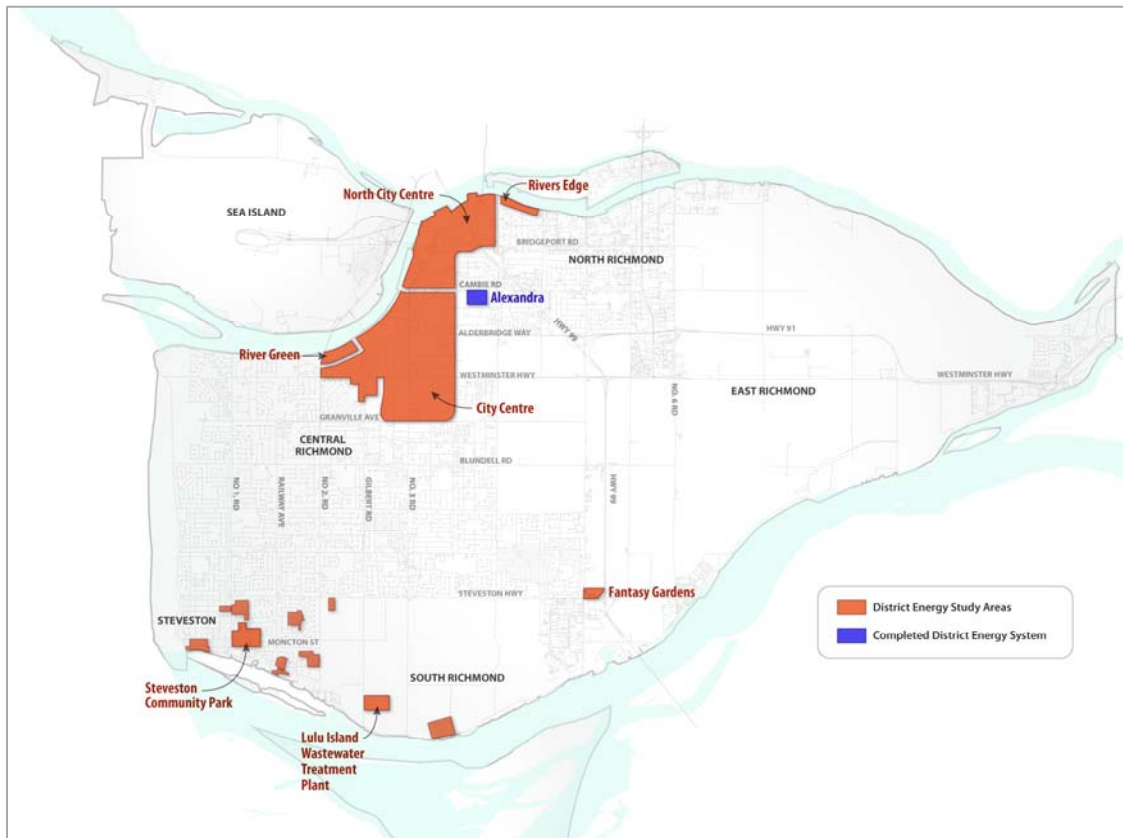 North City Centre
Rivers Edge
SEA ISLAND
BRIDGEPORT RD
NORTH RICHMOND
CAMBIE RD
Alexandra
ALDERBRIDGE WAY
HWY 99
HWY 91
River Green
WESTMINSTER HWY
WESTMINSTER HWY
NO. 6 RD
EAST RICHMOND
City Centre
GRANVILLE AVE
CENTRAL
RICHMOND
BLUNDELL RD
NO 1. RD
RAILWAY AVE
NO 2. RD
GILBERT RD
NO. 3 RD
HWY 99
STEVESTON HWY
Fantasy Gardens
District Energy Study Areas
Completed District Energy System
STEVESTON
MONCTON ST
SOUTH RICHMOND
Steveston
Community Park
Lulu Island
Wastewater
Treatment
Plant